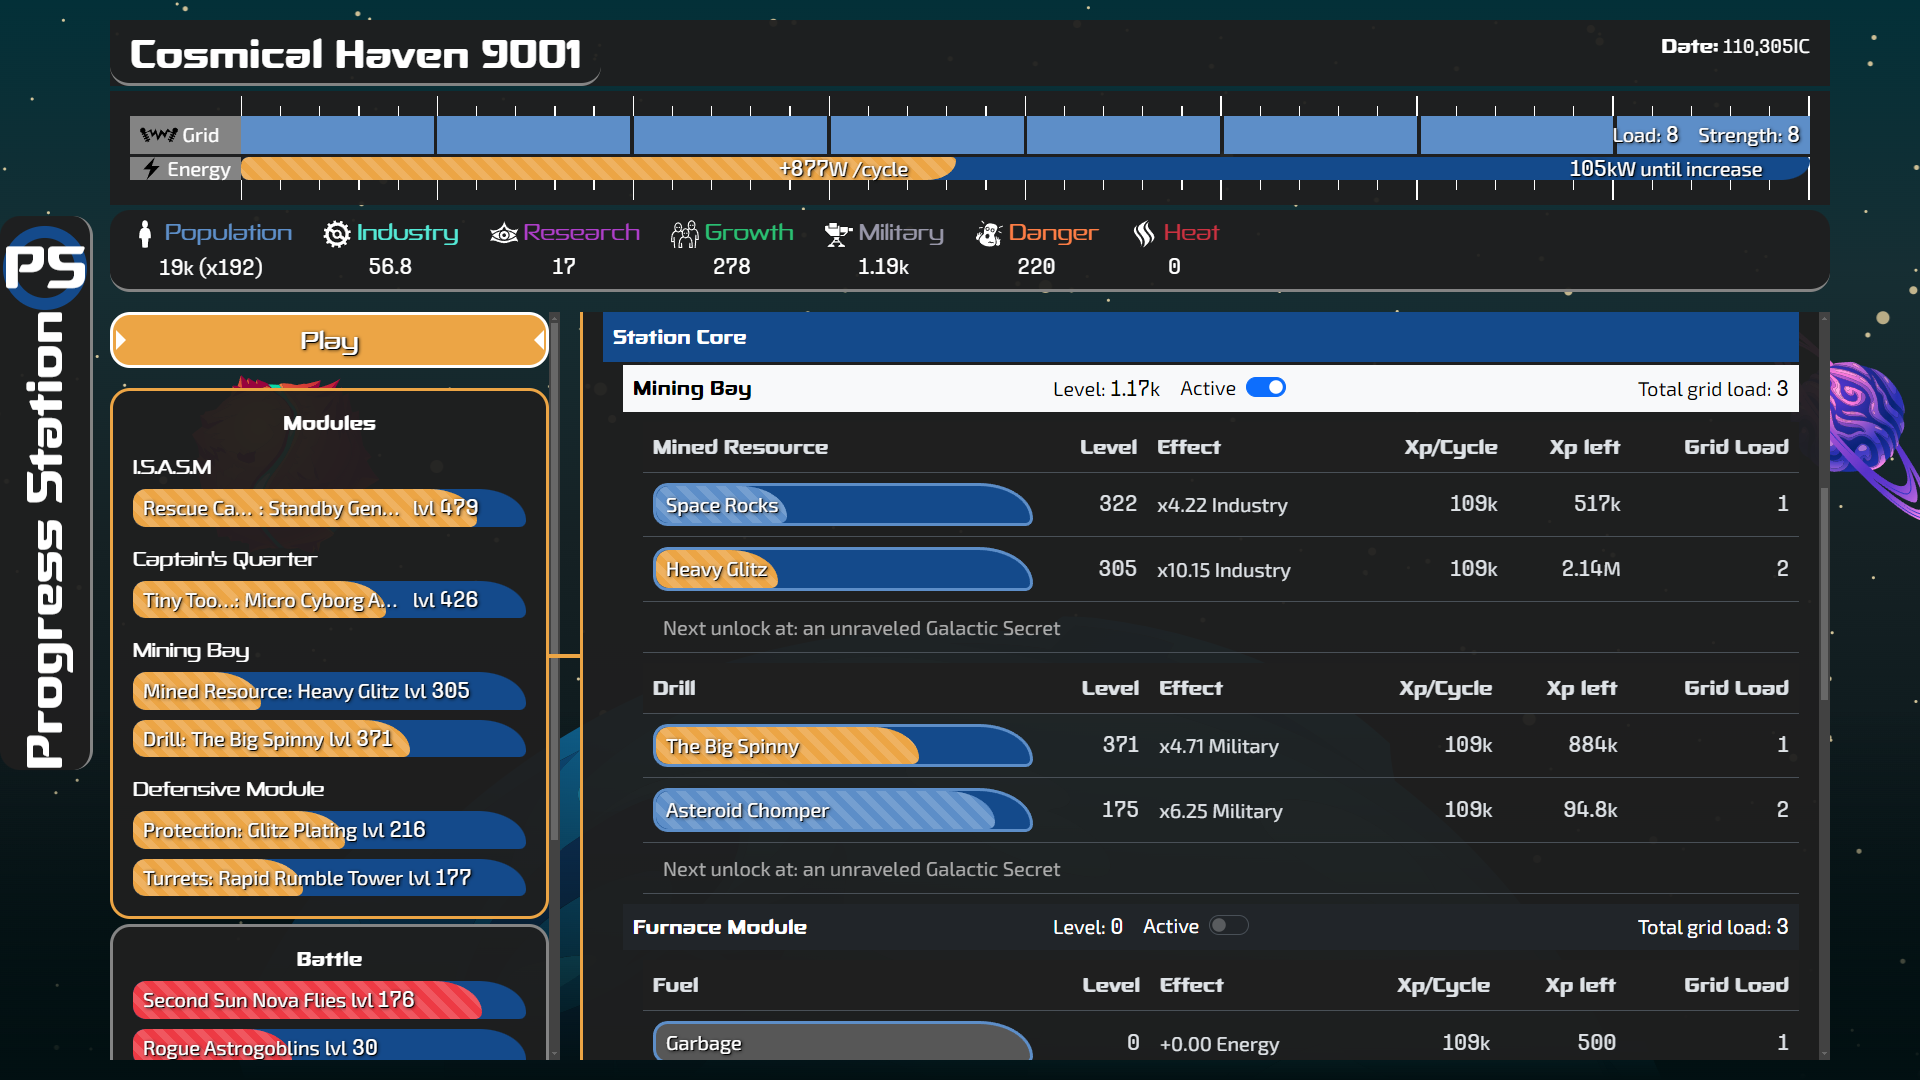 Cosmical Haven 9001
Date: 110,305IC
Grid
Load: 8 Strength: 8
Energy
+877W /cycle
105kW until increase
PS
Progress Station
Population
19k (x192)
Industry
56.8
Research
17
Growth
278
Military
1.19k
Danger
220
Heat
0
Play
Modules
I.S.A.S.M
Rescue Ca... : Standby Gen... lvl 479
Captain's Quarter
Tiny Too...: Micro Cyborg A... lvl 426
Mining Bay
Mined Resource: Heavy Glitz lvl 305
Drill: The Big Spinny lvl 371
Defensive Module
Protection: Glitz Plating lvl 216
Turrets: Rapid Rumble Tower lvl 177
Battle
Second Sun Nova Flies lvl 176
Rogue Astrogoblins lvl 30
Station Core
Mining Bay Level: 1.17k Active Total grid load: 3
Mined Resource Level Effect Xp/Cycle Xp left Grid Load
Space Rocks 322 x4.22 Industry 109k 517k 1
Heavy Glitz 305 x10.15 Industry 109k 2.14M 2
Next unlock at: an unraveled Galactic Secret
Drill Level Effect Xp/Cycle Xp left Grid Load
The Big Spinny 371 x4.71 Military 109k 884k 1
Asteroid Chomper 175 x6.25 Military 109k 94.8k 2
Next unlock at: an unraveled Galactic Secret
Furnace Module Level: 0 Active Total grid load: 3
Fuel Level Effect Xp/Cycle Xp left Grid Load
Garbage 0 +0.00 Energy 109k 500 1